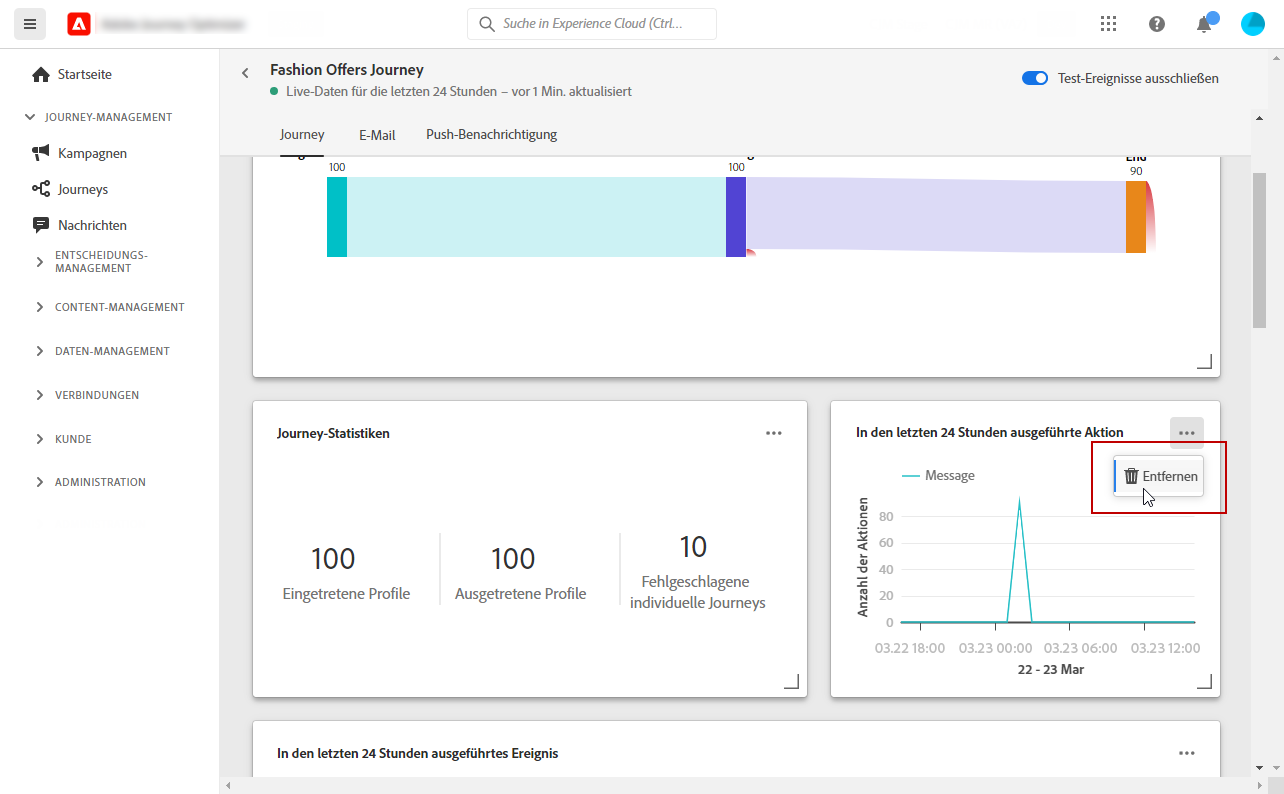 Suche in Experience Cloud (Ctrl...
Startseite
JOURNEY-MANAGEMENT
Kampagnen
Journeys
Nachrichten
ENTSCHEIDUNGS-
MANAGEMENT
CONTENT-MANAGEMENT
DATEN-MANAGEMENT
VERBINDUNGEN
KUNDE
ADMINISTRATION
Fashion Offers Journey
Live-Daten für die letzten 24 Stunden – vor 1 Min. aktualisiert
Test-Ereignisse ausschließen
Journey E-Mail Push-Benachrichtigung
End
100 100 90
Journey-Statistiken
100
Eingetretene Profile
100
Ausgetretene Profile
10
Fehlgeschlagene
individuelle Journeys
In den letzten 24 Stunden ausgeführte Aktion
Entfernen
Message
Anzahl der Aktionen
80
60
40
20
0
03.22 18:00 03.23 00:00 03.23 06:00 03.23 12:00
22 - 23 Mar
In den letzten 24 Stunden ausgeführtes Ereignis